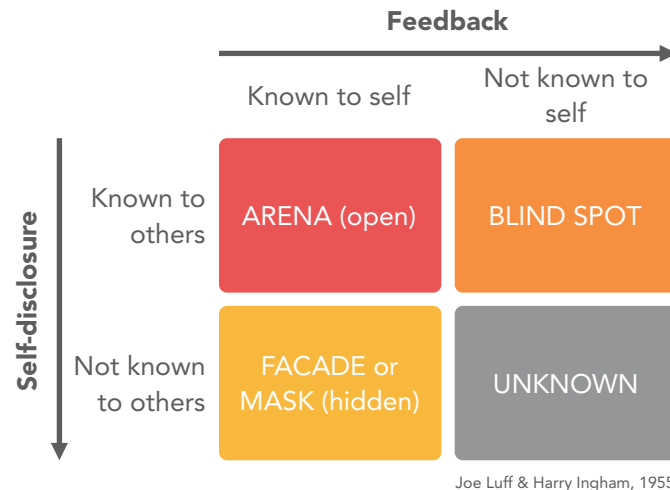 Feedback
Known to self
Not known to
self
Self-disclosure
Known to
others
ARENA (open)
BLIND SPOT
Not known
to others
FACADE or
MASK (hidden)
UNKNOWN
Joe Luff & Harry Ingham, 1955